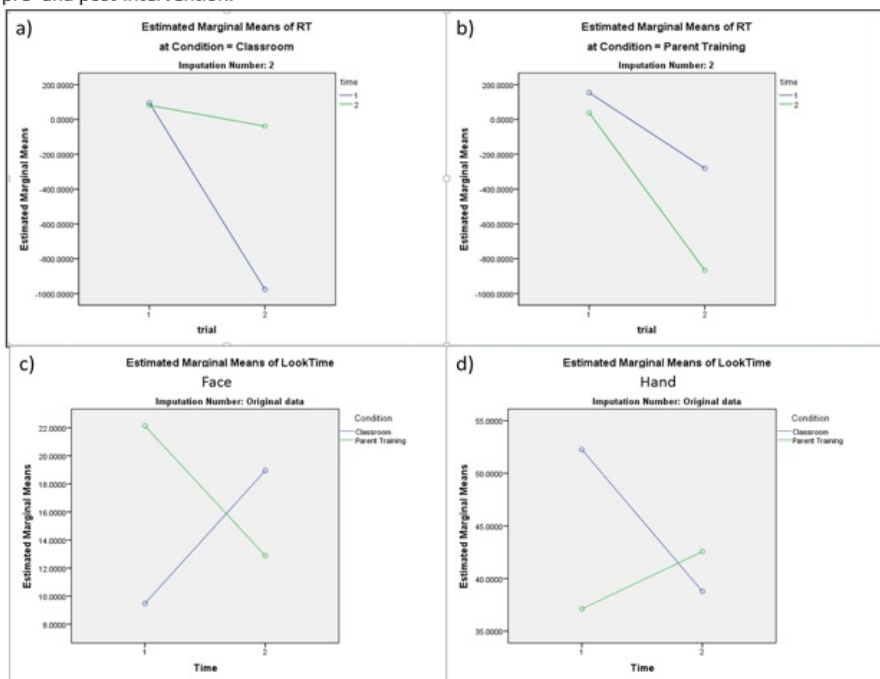 pre- and post intervention.
a)
Estimated Marginal Means of RT
at Condition = Classroom
Imputation Number: 2
time
1
2
Estimated Marginal Means
200.0000
0.0000
-200.0000
-400.0000
-600.0000
-800.0000
-1000.0000
1
2
trial
b)
Estimated Marginal Means of RT
at Condition = Parent Training
Imputation Number: 2
time
1
2
Estimated Marginal Means
200.0000
0.0000
-200.0000
-400.0000
-600.0000
-800.0000
-1000.0000
1
2
trial
c)
Estimated Marginal Means of LookTime
Face
Imputation Number: Original data
Condition
Classroom
Parent Training
Estimated Marginal Means
22.0000
20.0000
18.0000
16.0000
14.0000
12.0000
10.0000
8.0000
1
2
Time
d)
Estimated Marginal Means of LookTime
Hand
Imputation Number: Original data
Condition
Classroom
Parent Training
Estimated Marginal Means
55.0000
50.0000
45.0000
40.0000
35.0000
1
2
Time